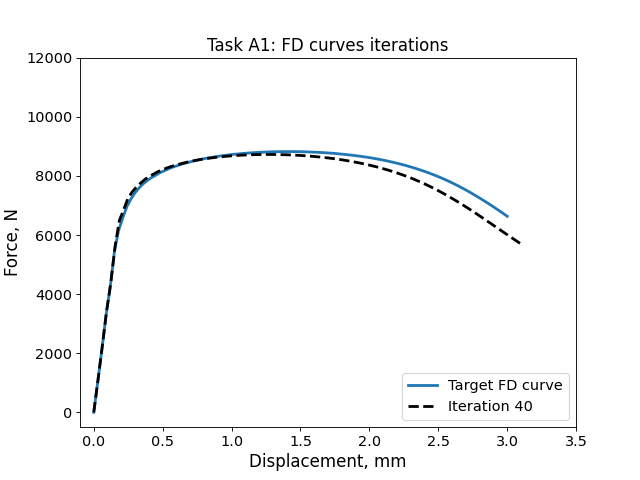 Task A1: FD curves iterations
Force, N
12000
10000
8000
6000
4000
2000
0
0.0 0.5 1.0 1.5 2.0 2.5 3.0 3.5
Displacement, mm
Target FD curve
Iteration 40